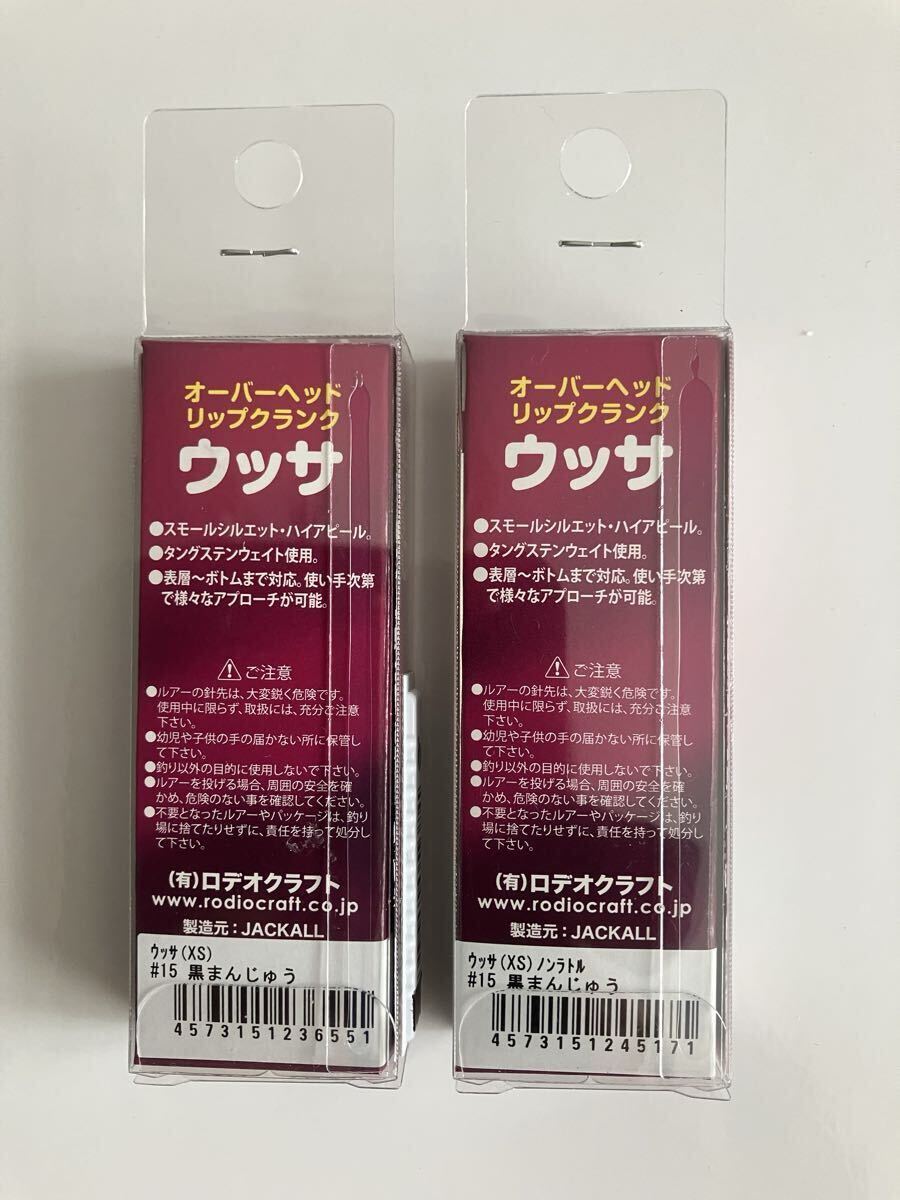 オーバーヘッド
リップクランク
ウッサ
●スモールシルエット・ハイアピール。
●タングステンウェイト使用。
●表層～ボトムまで対応。使い手次第
で様々なアプローチが可能。
ご注意
●ルアーの針先は、大変鋭く危険です。
使用中に限らず、取扱には、充分ご注意
下さい。
●幼児や子供の手の届かない所に保管し
て下さい。
●釣り以外の目的に使用しないで下さい。
●ルアーを投げる場合、周囲の安全を確
かめ、危険のない事を確認してください。
●不要となったルアーやパッケージは、釣り
場に捨てたりせずに、責任を持って処分し
て下さい。
(有)ロデオクラフト
www.rodiocraft.co.jp
製造元：JACKALL
ウッサ(XS)
#15 黒まんじゅう
4573151236551
オーバーヘッド
リップクランク
ウッサ
●スモールシルエット・ハイアピール。
●タングステンウェイト使用。
●表層～ボトムまで対応。使い手次第
で様々なアプローチが可能。
ご注意
●ルアーの針先は、大変鋭く危険です。
使用中に限らず、取扱には、充分ご注意
下さい。
●幼児や子供の手の届かない所に保管し
て下さい。
●釣り以外の目的に使用しないで下さい。
●ルアーを投げる場合、周囲の安全を確
かめ、危険のない事を確認してください。
●不要となったルアーやパッケージは、釣り
場に捨てたりせずに、責任を持って処分し
て下さい。
(有)ロデオクラフト
www.rodiocraft.co.jp
製造元：JACKALL
ウッサ(XS)ノンラトル
#15 黒まんじゅう
4573151245171